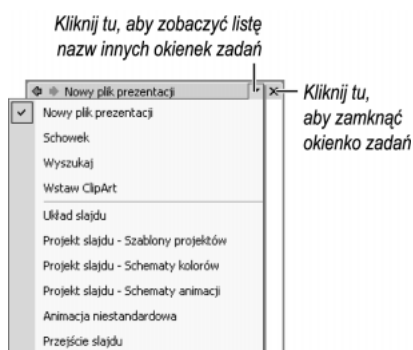 Kliknij tu, aby zobaczyć listę
nazw innych okienek zadań
Nowy plik prezentacji
Kliknij tu,
aby zamknąć
okienko zadań
Nowy plik prezentacji
Schowek
Wyszukaj
Wstaw ClipArt
Układ slajdu
Projekt slajdu - Szablony projektów
Projekt slajdu - Schematy kolorów
Projekt slajdu - Schematy animacji
Animacja niestandardowa
Przejście slajdu